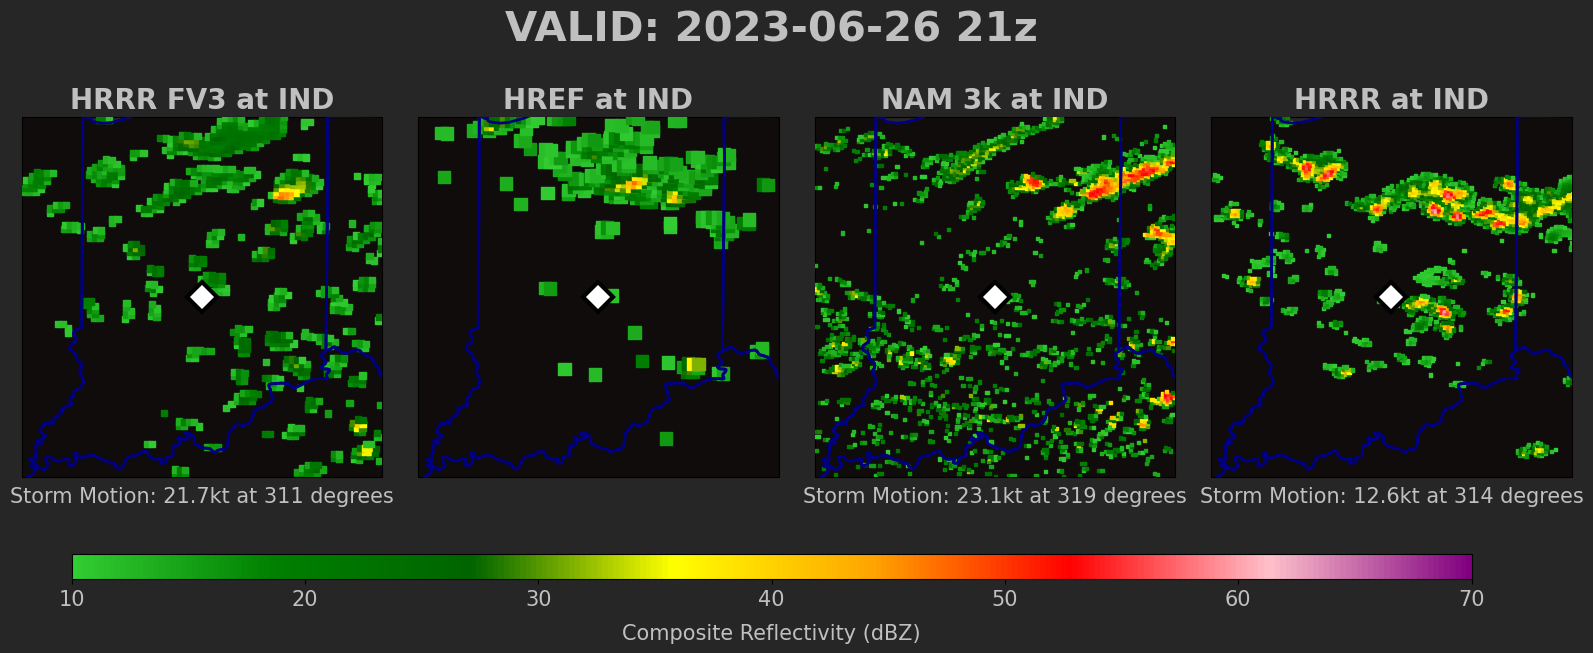 VALID: 2023-06-26 21z
HRRR FV3 at IND
HREF at IND
NAM 3k at IND
HRRR at IND
Storm Motion: 21.7kt at 311 degrees
Storm Motion: 23.1kt at 319 degrees
Storm Motion: 12.6kt at 314 degrees
10 20 30 40 50 60 70
Composite Reflectivity (dBZ)